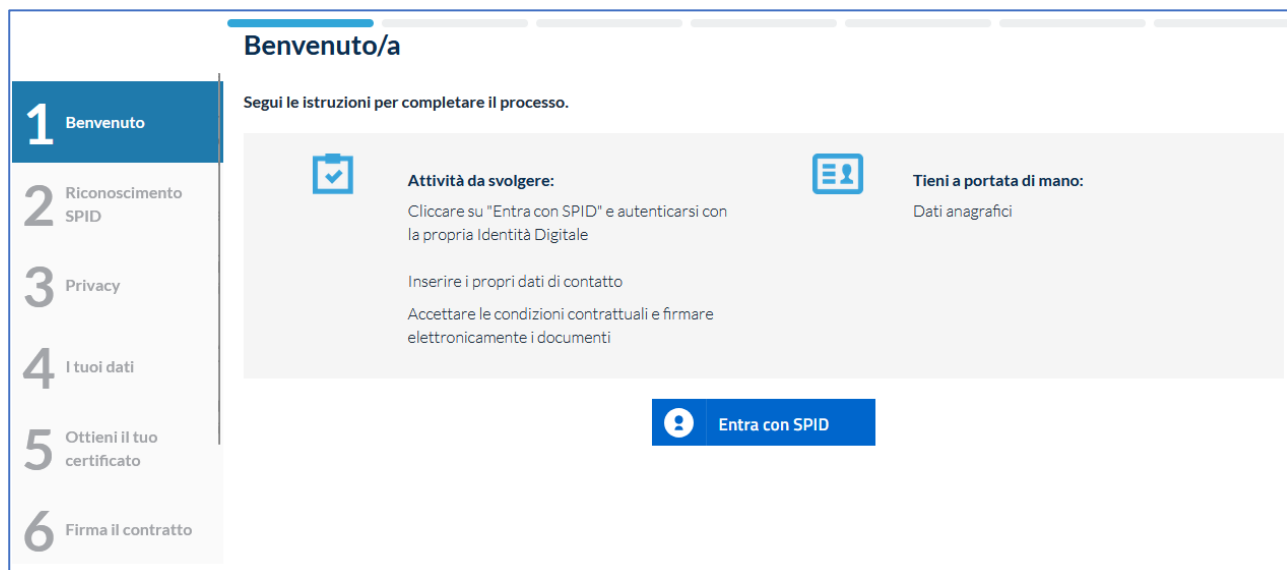 Benvenuto/a
Segui le istruzioni per completare il processo.
1 Benvenuto
2 Riconoscimento
SPID
3 Privacy
4 I tuoi dati
5 Ottieni il tuo
certificato
6 Firma il contratto
Attività da svolgere:
Cliccare su "Entra con SPID" e autenticarsi con
la propria Identità Digitale
Inserire i propri dati di contatto
Accettare le condizioni contrattuali e firmare
elettronicamente i documenti
Tieni a portata di mano:
Dati anagrafici
Entra con SPID